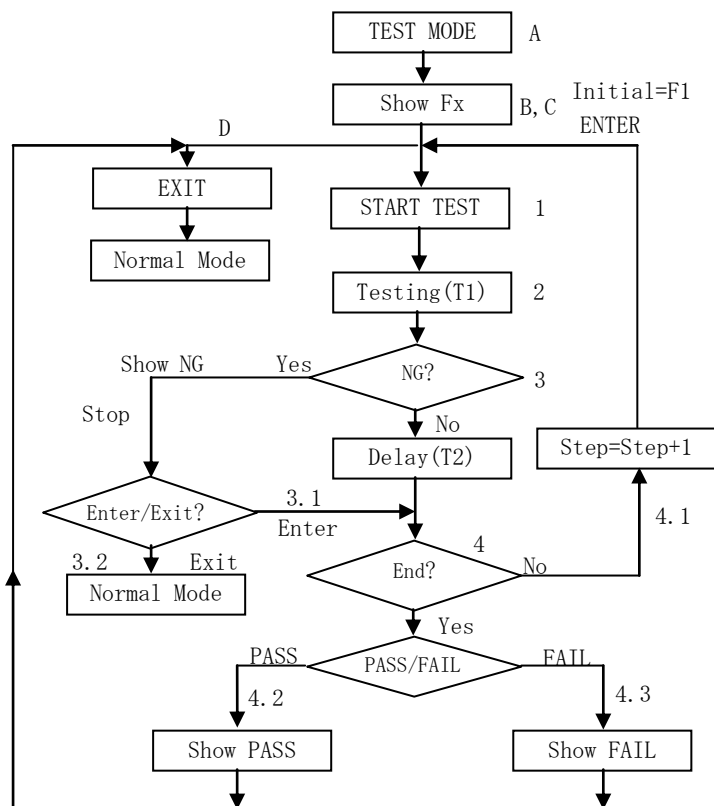 TEST MODE
A
Initial=F1
Show Fx
B,C
ENTER
D
EXIT
START TEST
1
Normal Mode
Testing(T1)
2
Show NG
Yes
NG?
3
Stop
No
Delay(T2)
Step=Step+1
3.1
Enter/Exit?
Enter
4.1
4
3.2
Exit
End?
No
Normal Mode
Yes
PASS
PASS/FAIL
FAIL
4.2
4.3
Show PASS
Show FAIL